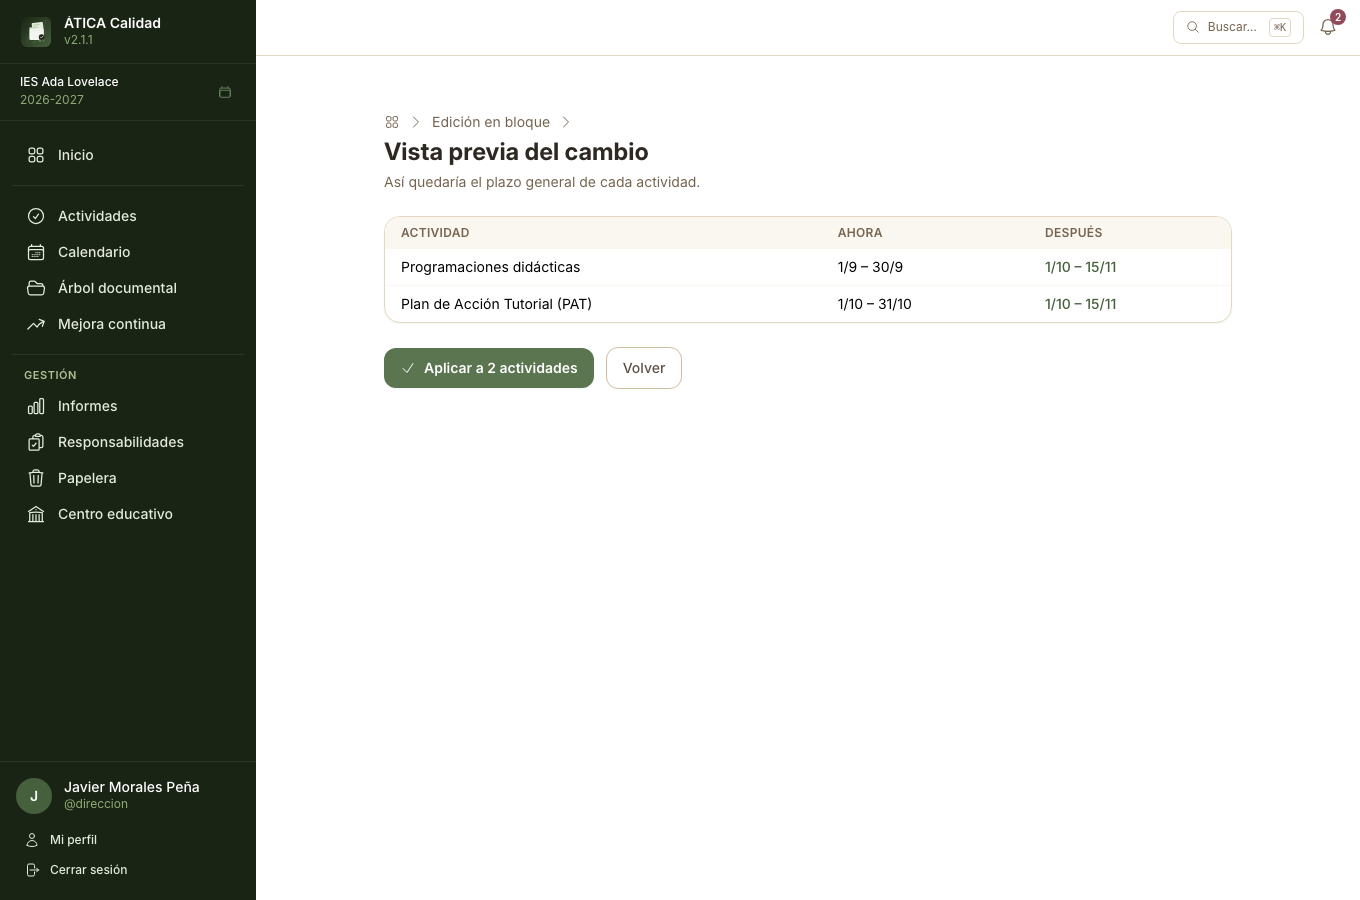 ÁTICA Calidad
v2.1.1
IES Ada Lovelace
2026-2027
Inicio
Actividades
Calendario
Árbol documental
Mejora continua
GESTIÓN
Informes
Responsabilidades
Papelera
Centro educativo
Javier Morales Peña
@direccion
J
Mi perfil
Cerrar sesión
Buscar... ⌘K
2
Edición en bloque
Vista previa del cambio
Así quedaría el plazo general de cada actividad.
ACTIVIDAD AHORA DESPUÉS
Programaciones didácticas 1/9 – 30/9 1/10 – 15/11
Plan de Acción Tutorial (PAT) 1/10 – 31/10 1/10 – 15/11
Aplicar a 2 actividades Volver